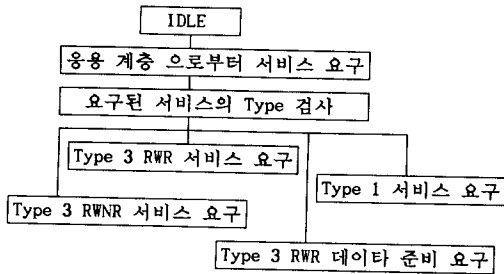 IDLE
응용 계층 으로부터 서비스 요구
요구된 서비스의 Type 검사
Type 3 RWR 서비스 요구
Type 1 서비스 요구
Type 3 RWNR 서비스 요구
Type 3 RWR 데이타 준비 요구